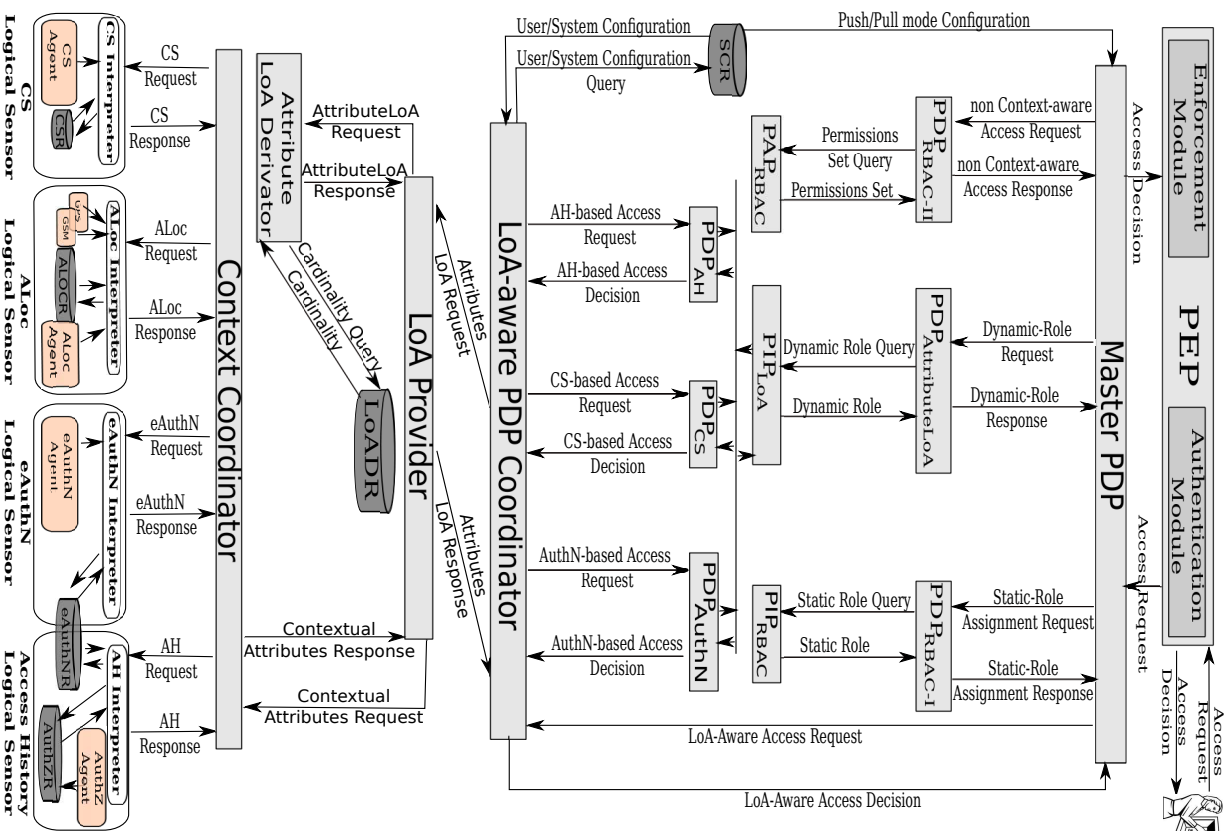 CS
Logical Sensor
CS
Agent
CS Interpreter
CSR
CS
Request
CS
Response
ALoc
Logical Sensor
GPS
GSM
ALOCR
ALoc
Agent
ALoc Interpreter
ALoc
Request
ALoc
Response
eAuthN
Logical Sensor
eAuthN
Agent
eAuthN Interpreter
eAuthNR
eAuthN
Request
eAuthN
Response
Access History
Logical Sensor
AH Interpreter
AuthZR
AuthZ
Agent
AH
Request
AH
Response
Context Coordinator
Attribute
LoA Derivator
AttributeLoA
Request
AttributeLoA
Response
Cardinality Query
Cardinality
LoADR
LoA Provider
Contextual
Attributes Response
Contextual
Attributes Request
Attributes
LoA Request
Attributes
LoA Response
LoA-aware PDP Coordinator
User/System Configuration
User/System Configuration
Query
SCR
Push/Pull mode Configuration
AH-based Access
Request
AH-based Access
Decision
PDP AH
CS-based Access
Request
CS-based Access
Decision
PDP CS
AuthN-based Access
Request
AuthN-based Access
Decision
PDP AuthN
PAP RBAC
Permissions
Set Query
Permissions Set
PDP RBAC-II
non Context-aware
Access Request
non Context-aware
Access Response
PIP LoA
Dynamic Role Query
Dynamic Role
PDP AttributeLoA
Dynamic-Role
Request
Dynamic-Role
Response
PIP RBAC
Static Role Query
Static Role
PDP RBAC-I
Static-Role
Assignment Request
Static-Role
Assignment Response
LoA-Aware Access Request
LoA-Aware Access Decision
Master PDP
Access Decision
Access Request
Enforcement
Module
PEP
Authentication
Module
Access
Decision
Access
Request